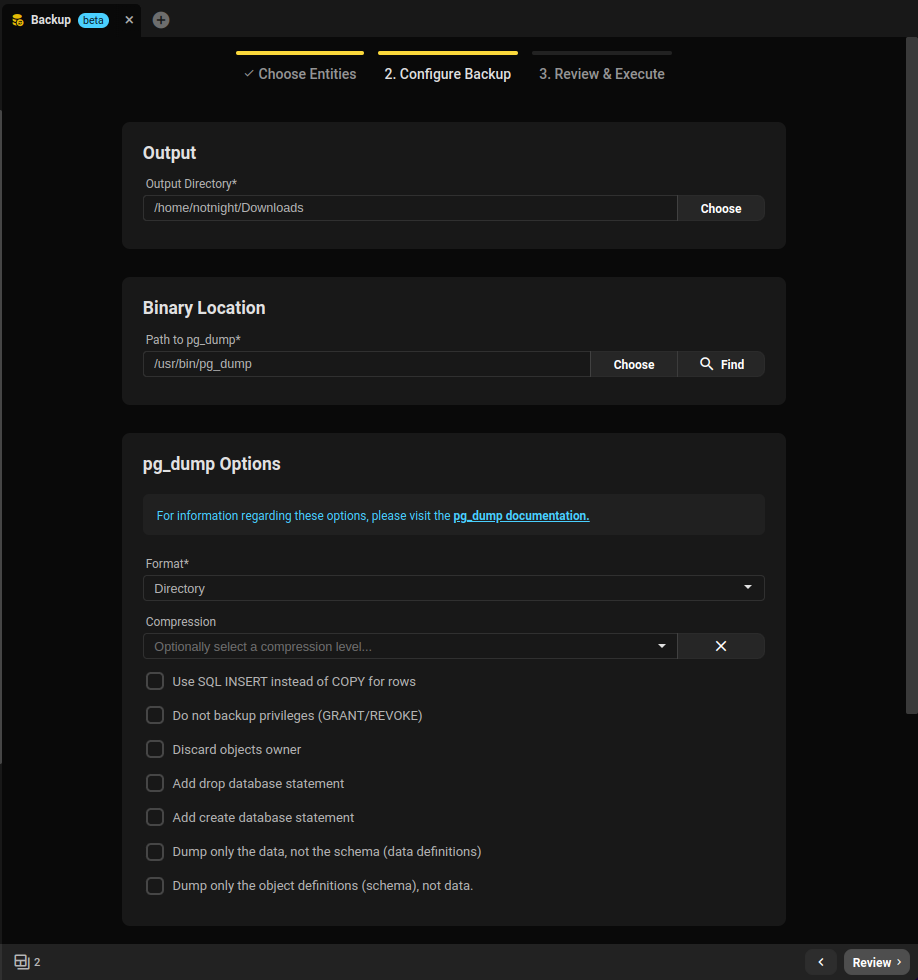 Backup beta
Choose Entities 2. Configure Backup 3. Review & Execute
Output
Output Directory*
/home/notnight/Downloads Choose
Binary Location
Path to pg_dump*
/usr/bin/pg_dump Choose Find
pg_dump Options
For information regarding these options, please visit the pg_dump documentation.
Format*
Directory
Compression
Optionally select a compression level...
Use SQL INSERT instead of COPY for rows
Do not backup privileges (GRANT/REVOKE)
Discard objects owner
Add drop database statement
Add create database statement
Dump only the data, not the schema (data definitions)
Dump only the object definitions (schema), not data.
2 Review